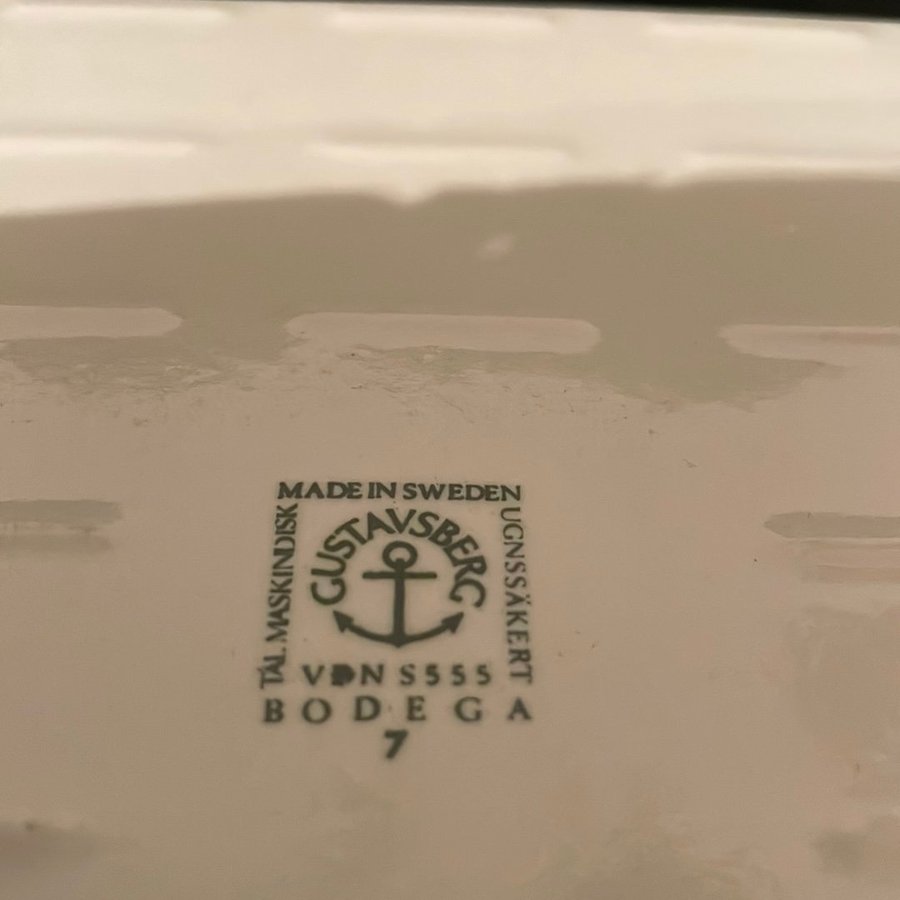 MADE IN SWEDEN
TÅL MASKINDISK
GUSTAVSBERG
UGNSSÄKERT
VDN S555
BODEGA
7